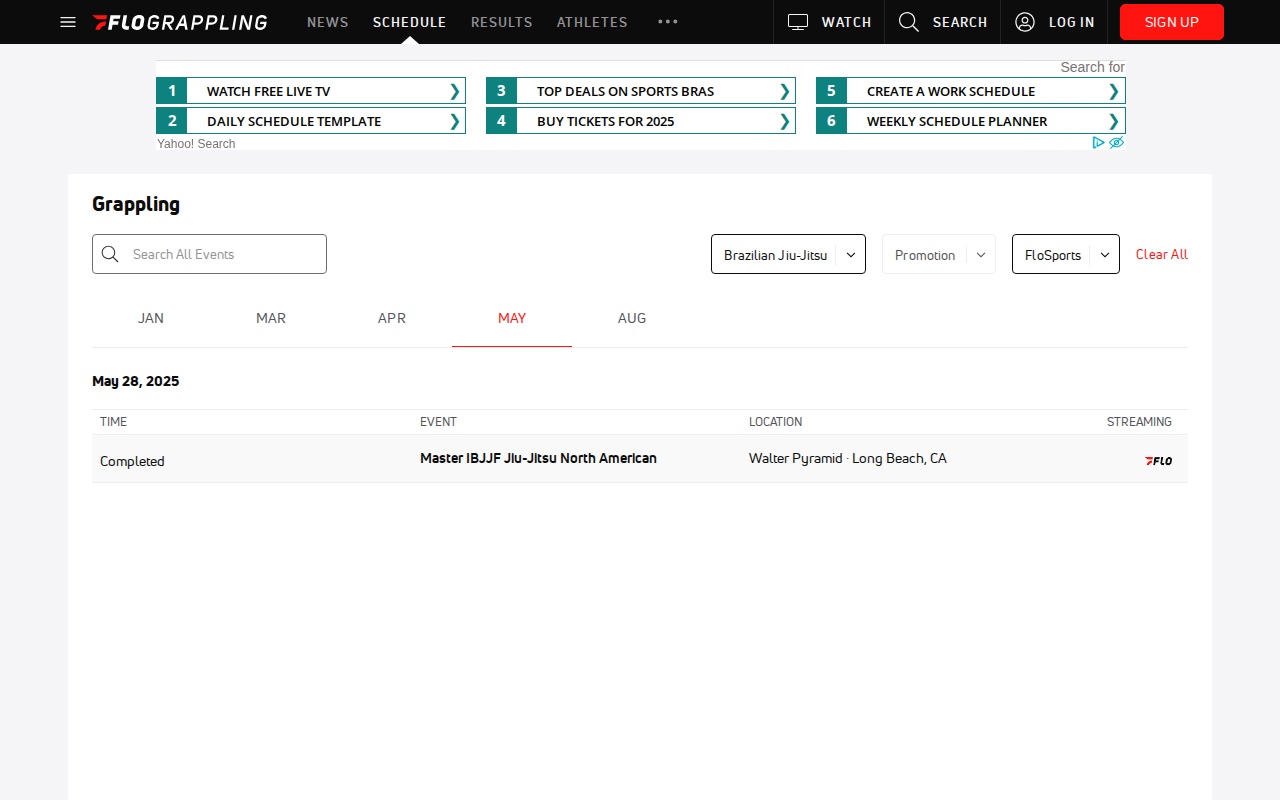 FLOGRAPPLING NEWS SCHEDULE RESULTS ATHLETES WATCH SEARCH LOG IN SIGN UP
Search for
1 WATCH FREE LIVE TV ❯ 3 TOP DEALS ON SPORTS BRAS ❯ 5 CREATE A WORK SCHEDULE ❯
2 DAILY SCHEDULE TEMPLATE ❯ 4 BUY TICKETS FOR 2025 ❯ 6 WEEKLY SCHEDULE PLANNER ❯
Yahoo! Search
Grappling
Search All Events Brazilian Jiu-Jitsu Promotion FloSports Clear All
JAN MAR APR MAY AUG
May 28, 2025
TIME EVENT LOCATION STREAMING
Completed Master IBJJF Jiu-Jitsu North American Walter Pyramid · Long Beach, CA FLO